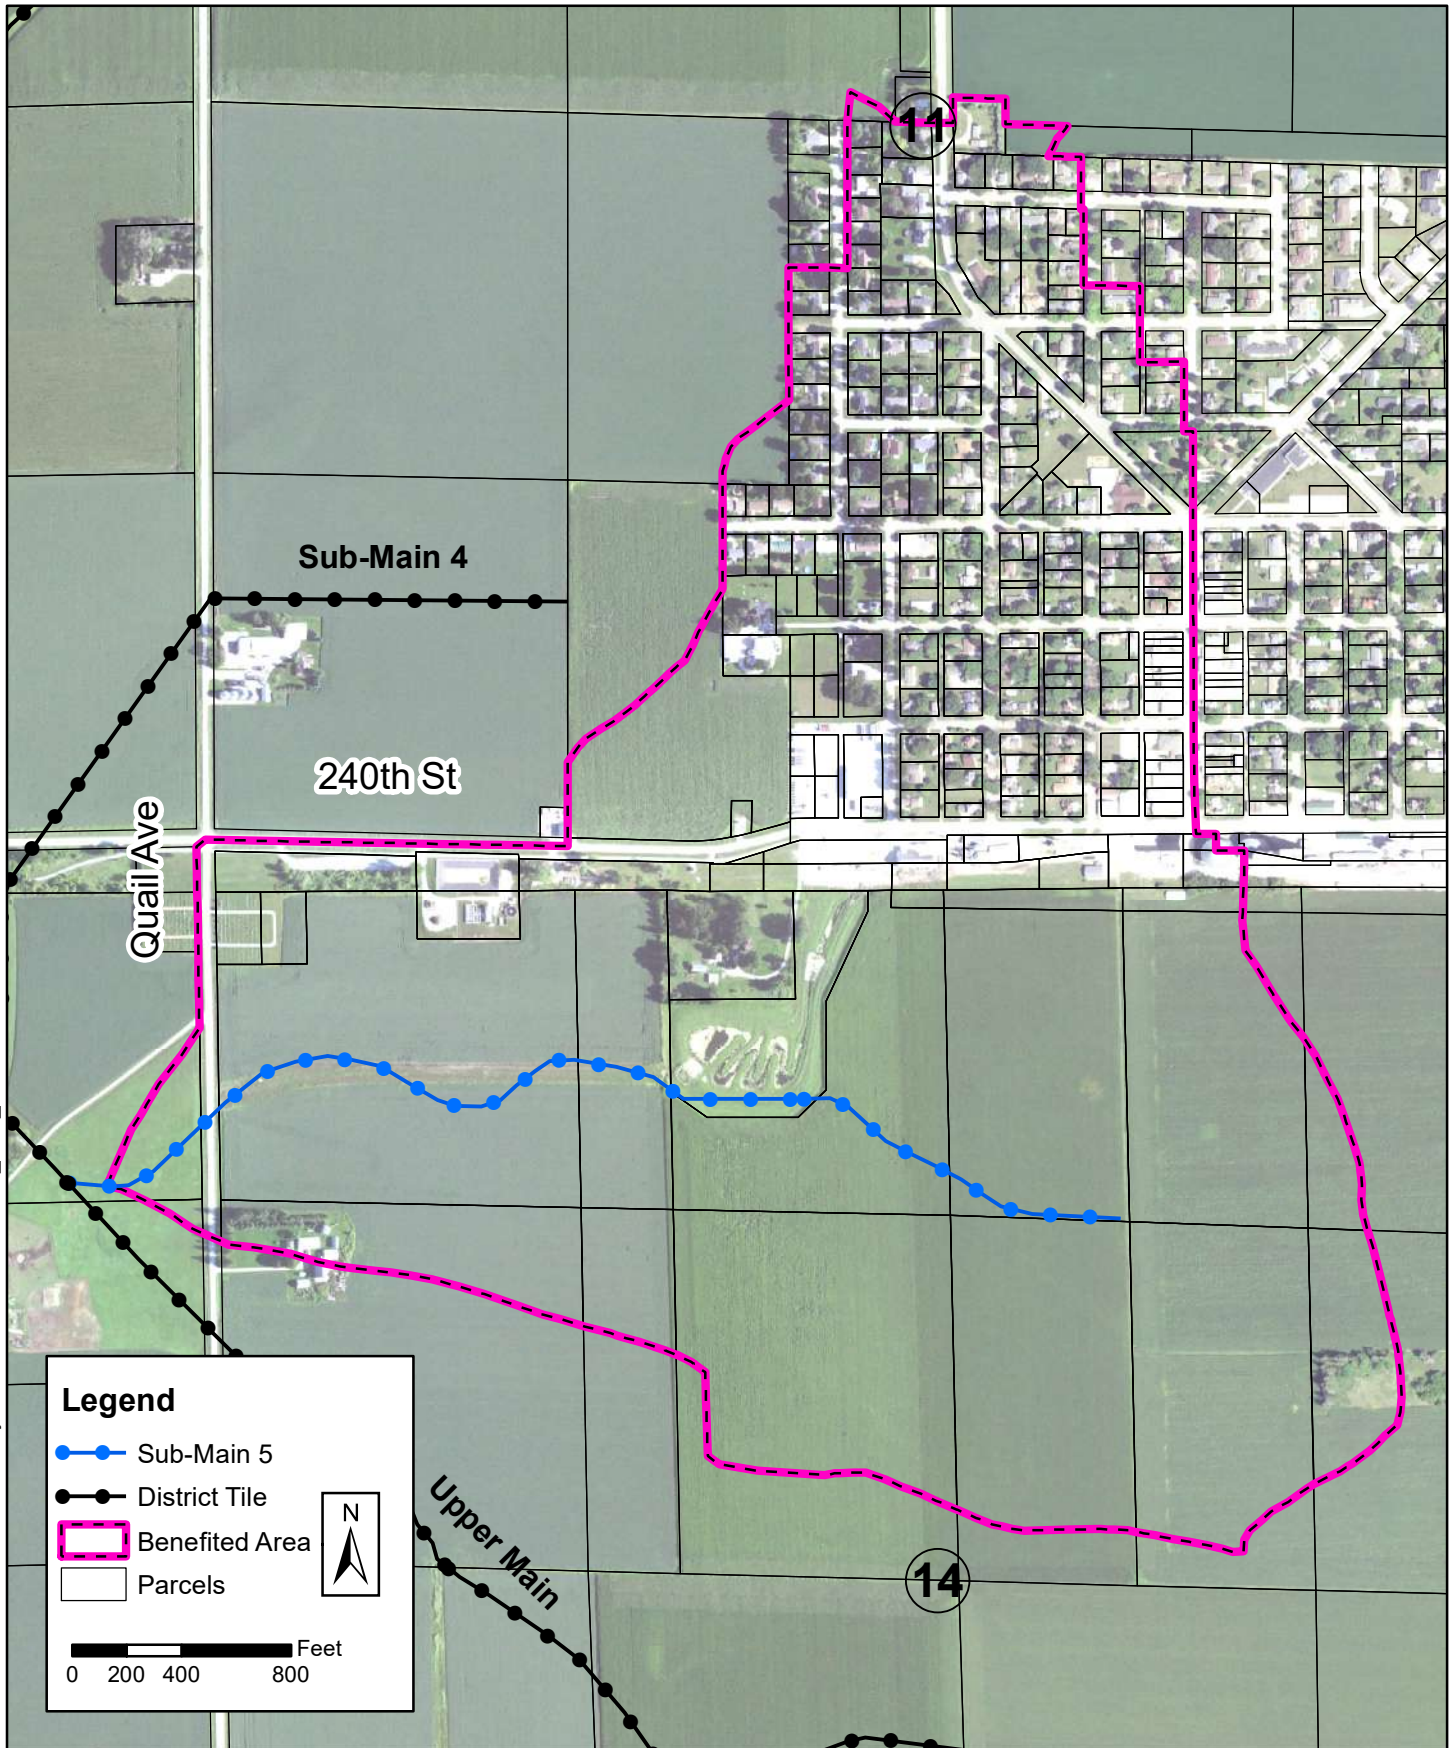 11
Sub-Main 4
240th St
Quail Ave
Legend
Sub-Main 5
District Tile
Benefited Area
Parcels
N
Feet
0 200 400 800
Upper Main
14